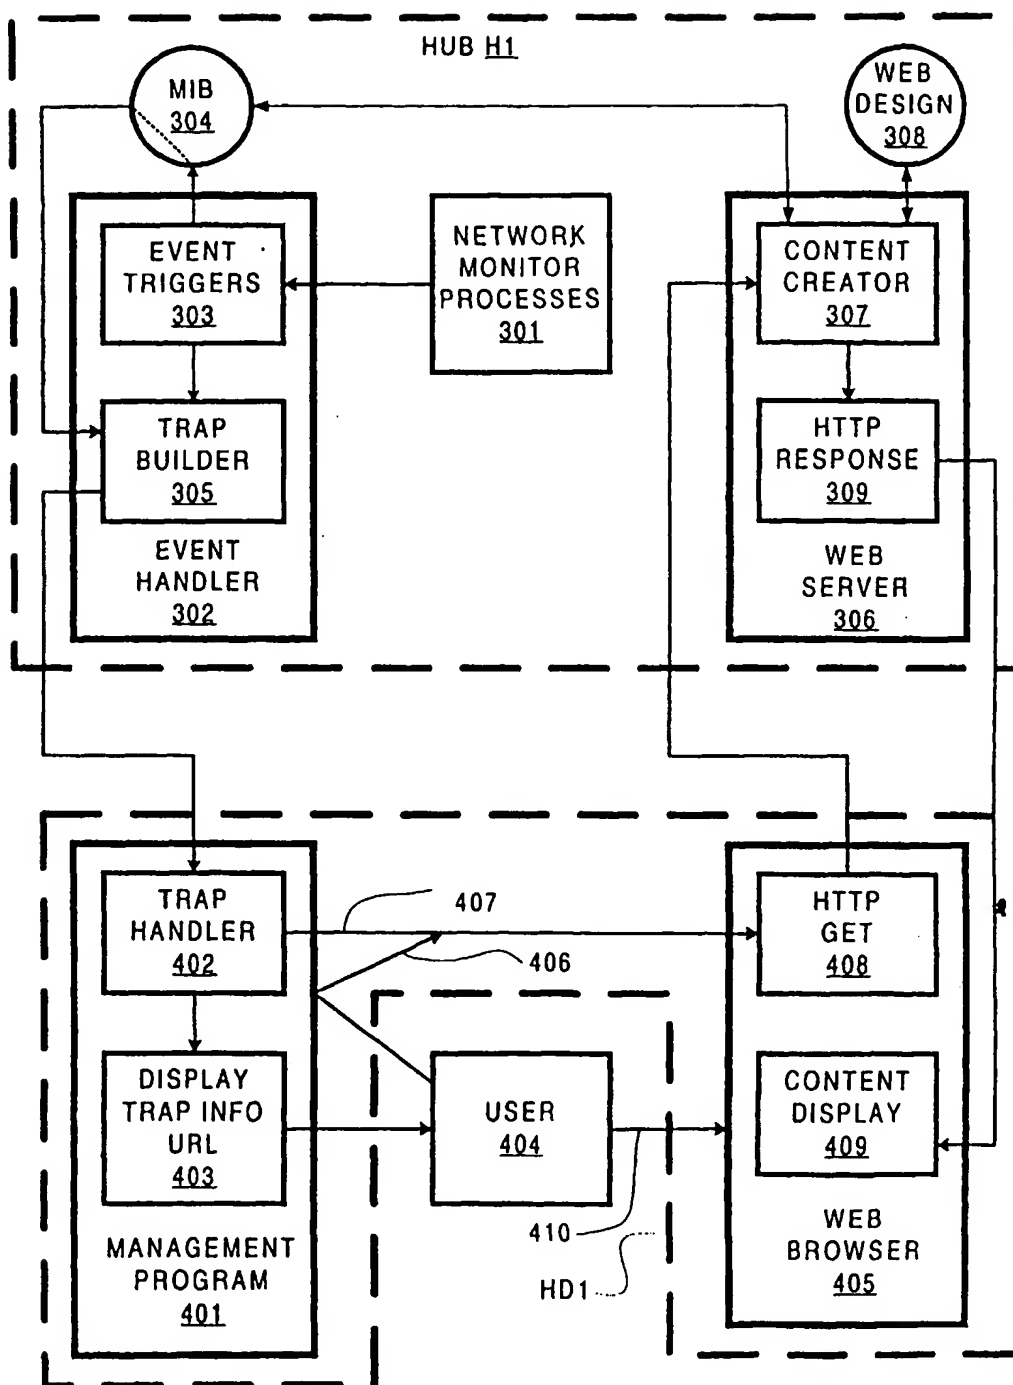 HUB H1
MIB
304
WEB
DESIGN
308
EVENT
TRIGGERS
303
NETWORK
MONITOR
PROCESSES
301
CONTENT
CREATOR
307
TRAP
BUILDER
305
HTTP
RESPONSE
309
EVENT
HANDLER
302
WEB
SERVER
306
TRAP
HANDLER
402
407
406
HTTP
GET
408
DISPLAY
TRAP INFO
URL
403
USER
404
CONTENT
DISPLAY
409
410
HD1
MANAGEMENT
PROGRAM
401
WEB
BROWSER
405